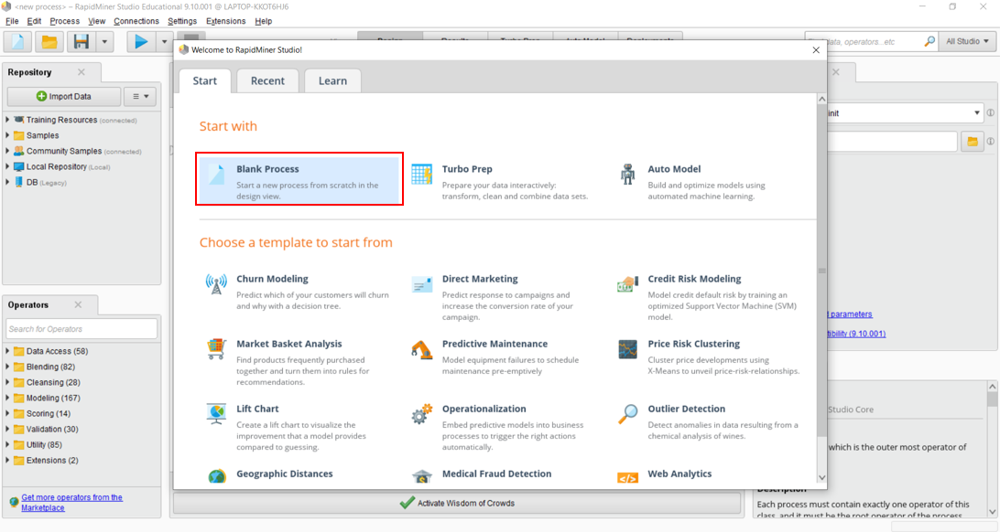 <new process> – RapidMiner Studio Educational 9.10.001 @ LAPTOP-KKOT6HJ6
File Edit Process View Connections Settings Extensions Help
data, operators...etc
All Studio
Repository
Import Data
Training Resources (connected)
Samples
Community Samples (connected)
Local Repository (Local)
DB (Legacy)
Operators
Search for Operators
Data Access (58)
Blending (82)
Cleansing (28)
Modeling (167)
Scoring (14)
Validation (30)
Utility (85)
Extensions (2)
Get more operators from the
Marketplace
Welcome to RapidMiner Studio!
Start
Recent
Learn
Start with
Blank Process
Start a new process from scratch in the
design view.
Turbo Prep
Prepare your data interactively:
transform, clean and combine data sets.
Auto Model
Build and optimize models using
automated machine learning.
Choose a template to start from
Churn Modeling
Predict which of your customers will churn
and why with a decision tree.
Direct Marketing
Predict response to campaigns and
increase the conversion rate of your
campaign.
Credit Risk Modeling
Model credit default risk by training an
optimized Support Vector Machine (SVM)
model.
Market Basket Analysis
Find products frequently purchased
together and turn them into rules for
recommendations.
Predictive Maintenance
Model equipment failures to schedule
maintenance pre-emptively
Price Risk Clustering
Cluster price developments using
X-Means to unveil price-risk-relationships.
Lift Chart
Create a lift chart to visualize the
improvement that a model provides
compared to guessing.
Operationalization
Embed predictive models into business
processes to trigger the right actions
automatically.
Outlier Detection
Detect anomalies in data resulting from a
chemical analysis of wines.
Geographic Distances
Medical Fraud Detection
Web Analytics
Activate Wisdom of Crowds
init
parameters
tibility (9.10.001)
Studio Core
which is the outer most operator of
Description
Each process must contain exactly one operator of this
class, and it must be the root operator of the process